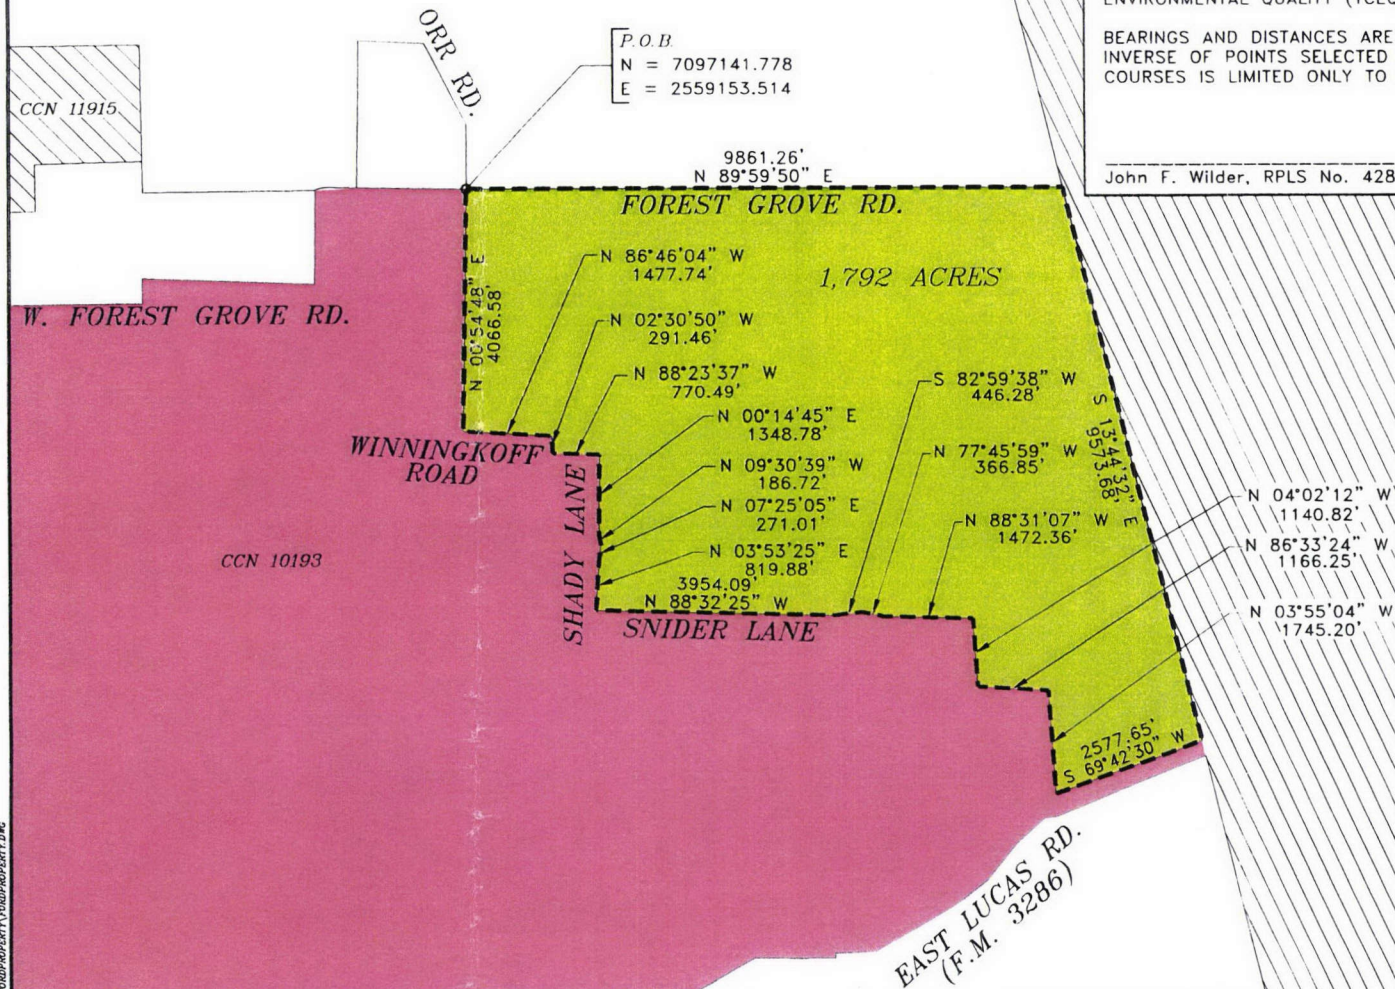 ENVIRONMENTAL QUALITY (TCEQ
BEARINGS AND DISTANCES ARE
INVERSE OF POINTS SELECTED
COURSES IS LIMITED ONLY TO
John F. Wilder, RPLS No. 428
ORR RD.
P.O.B.
N = 7097141.778
E = 2559153.514
CCN 11915
9861.26'
N 89°59'50" E
FOREST GROVE RD.
1,792 ACRES
W. FOREST GROVE RD.
N 00°54'48" E
4066.58'
N 86°46'04" W
1477.74'
N 02°30'50" W
291.46'
N 88°23'37" W
770.49'
N 00°14'45" E
1348.78'
N 09°30'39" W
186.72'
N 07°25'05" E
271.01'
N 03°53'25" E
819.88'
3954.09'
N 88°32'25" W
S 82°59'38" W
446.28'
N 77°45'59" W
366.85'
N 88°31'07" W
1472.36'
S 13°44'32" E
9573.68'
N 04°02'12" W
1140.82'
N 86°33'24" W
1166.25'
N 03°55'04" W
1745.20'
WINNINGKOFF
ROAD
SHADY LANE
SNIDER LANE
CCN 10193
2577.65'
S 69°42'30" W
EAST LUCAS RD.
(F.M. 3286)